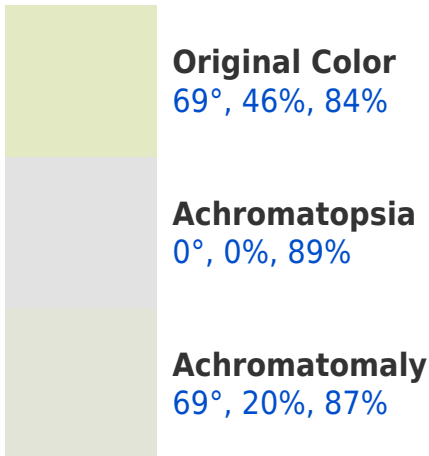 Original Color
69°, 46%, 84%
Achromatopsia
0°, 0%, 89%
Achromatomaly
69°, 20%, 87%